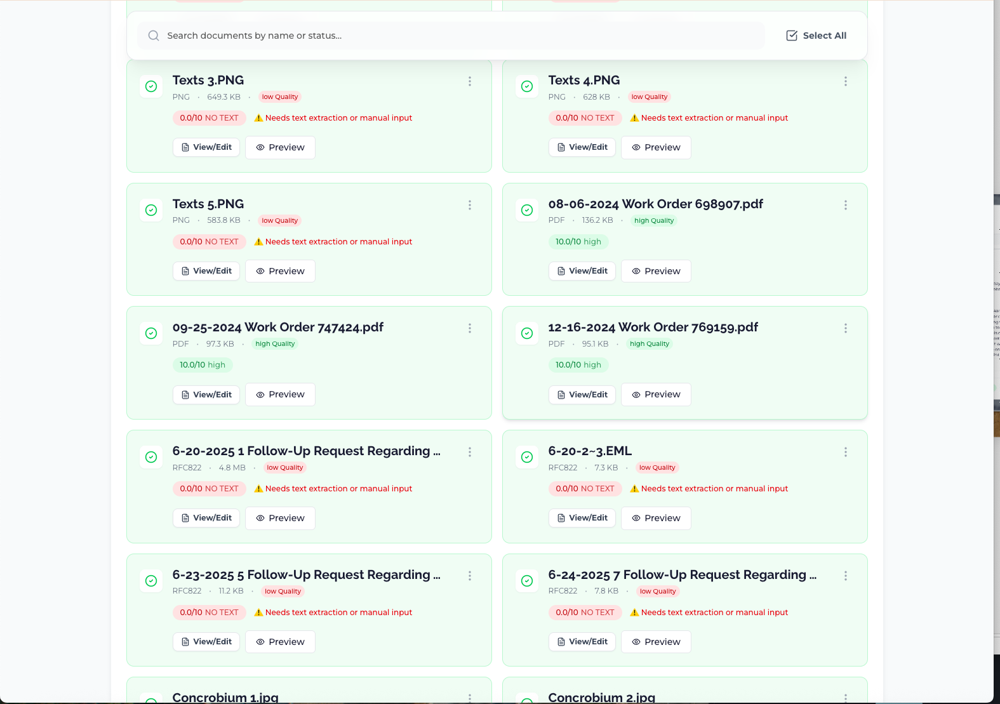 Search documents by name or status...
Select All
Texts 3.PNG
PNG · 649.3 KB · low Quality
0.0/10 NO TEXT ⚠ Needs text extraction or manual input
View/Edit Preview
Texts 4.PNG
PNG · 628 KB · low Quality
0.0/10 NO TEXT ⚠ Needs text extraction or manual input
View/Edit Preview
Texts 5.PNG
PNG · 583.8 KB · low Quality
0.0/10 NO TEXT ⚠ Needs text extraction or manual input
View/Edit Preview
08-06-2024 Work Order 698907.pdf
PDF · 136.2 KB · high Quality
10.0/10 high
View/Edit Preview
09-25-2024 Work Order 747424.pdf
PDF · 97.3 KB · high Quality
10.0/10 high
View/Edit Preview
12-16-2024 Work Order 769159.pdf
PDF · 95.1 KB · high Quality
10.0/10 high
View/Edit Preview
6-20-2025 1 Follow-Up Request Regarding ...
RFC822 · 4.8 MB · low Quality
0.0/10 NO TEXT ⚠ Needs text extraction or manual input
View/Edit Preview
6-20-2~3.EML
RFC822 · 7.3 KB · low Quality
0.0/10 NO TEXT ⚠ Needs text extraction or manual input
View/Edit Preview
6-23-2025 5 Follow-Up Request Regarding ...
RFC822 · 11.2 KB · low Quality
0.0/10 NO TEXT ⚠ Needs text extraction or manual input
View/Edit Preview
6-24-2025 7 Follow-Up Request Regarding ...
RFC822 · 7.8 KB · low Quality
0.0/10 NO TEXT ⚠ Needs text extraction or manual input
View/Edit Preview
Concrobium 1.jpg
Concrobium 2.jpg